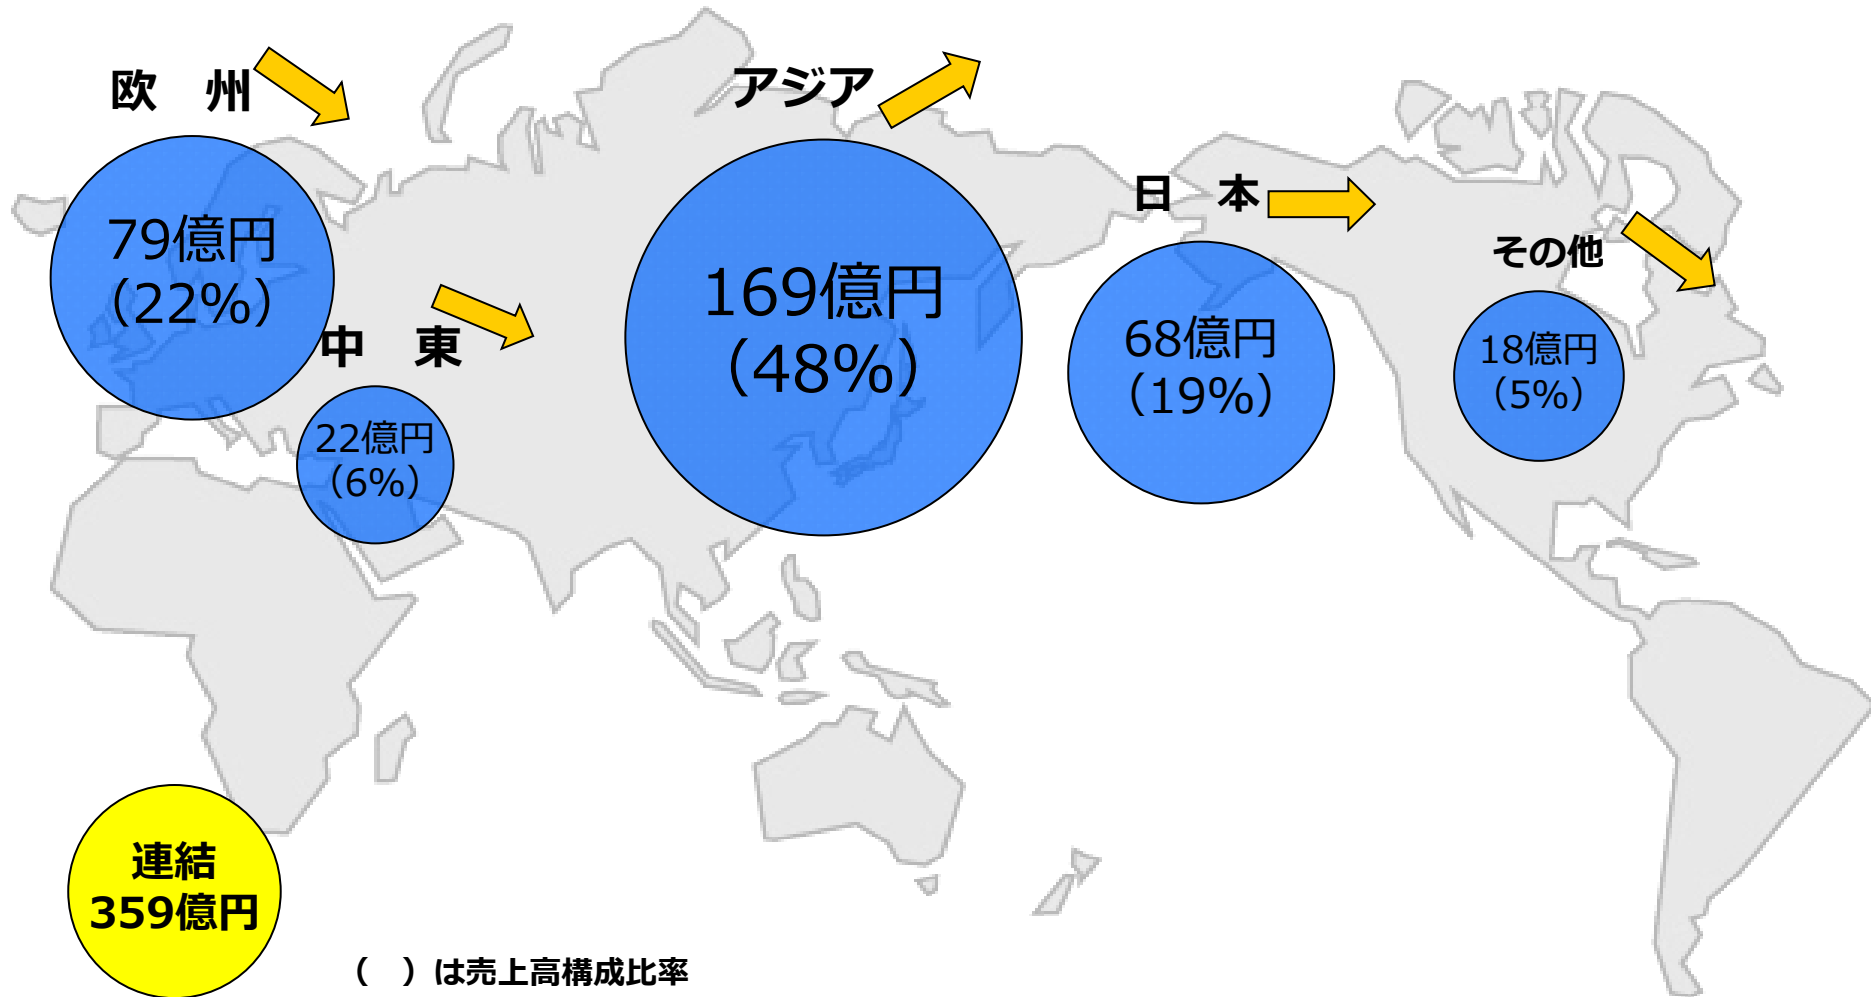 欧　州
79億円
（22%）
中　東
22億円
（6%）
アジア
169億円
（48%）
日　本
68億円
（19%）
その他
18億円
（5%）
連結
359億円
（　）は売上高構成比率